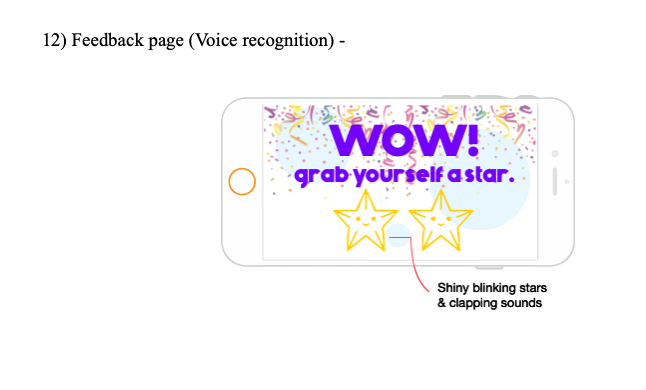 12) Feedback page (Voice recognition) -
WOW!
grab yourself a star.
Shiny blinking stars
& clapping sounds